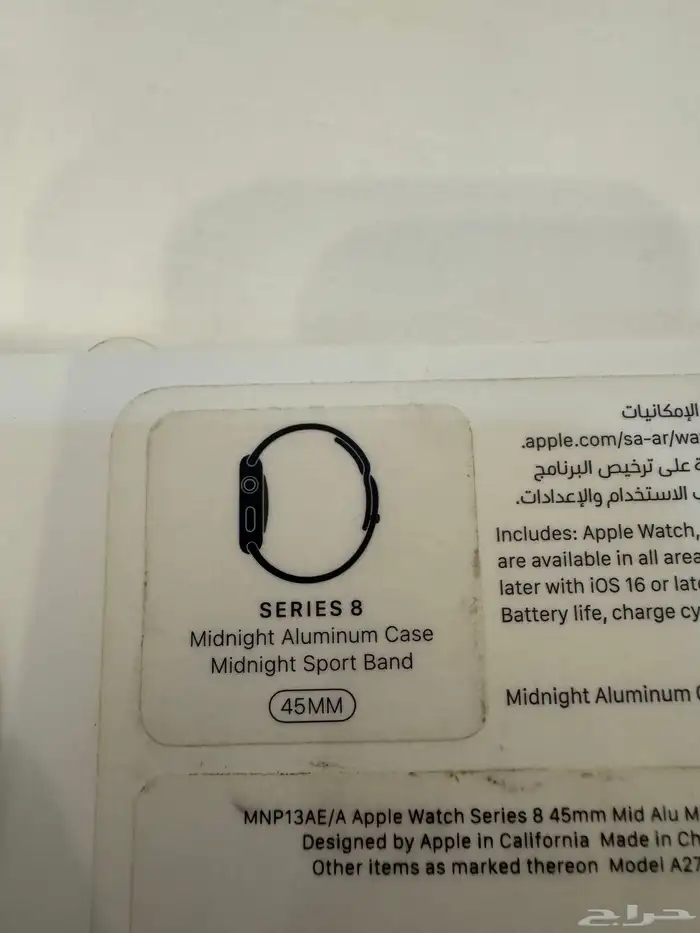 SERIES 8
Midnight Aluminum Case
Midnight Sport Band
45MM
الإمكانيات
.apple.com/sa-ar/wa
على ترخيص البرنامج
الاستخدام والإعدادات.
Includes: Apple Watch,
are available in all area
later with iOS 16 or late
Battery life, charge cy
Midnight Aluminum
MNP13AE/A Apple Watch Series 8 45mm Mid Alu M
Designed by Apple in California Made in Ch
Other items as marked thereon Model A27
حراج